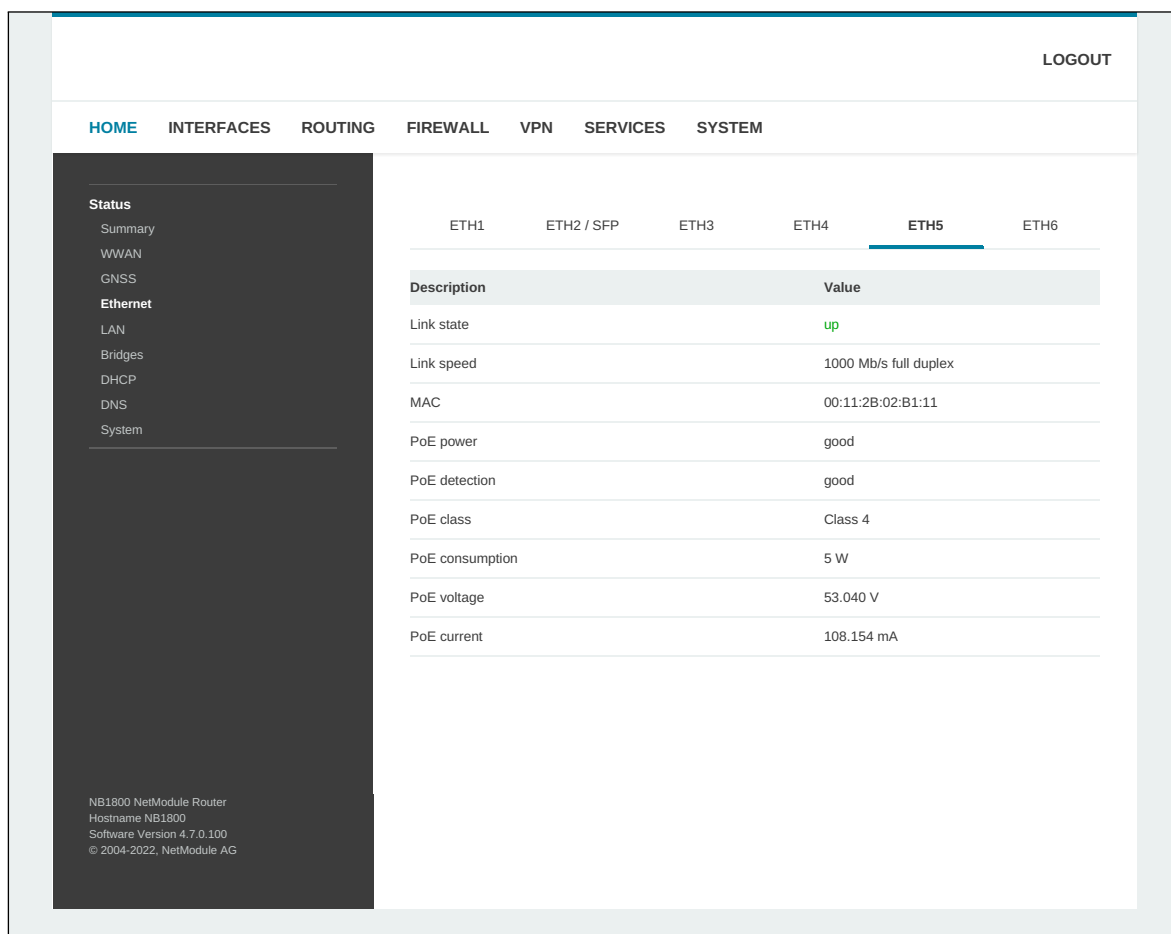 LOGOUT
HOME INTERFACES ROUTING FIREWALL VPN SERVICES SYSTEM
Status
Summary
WWAN
GNSS
Ethernet
LAN
Bridges
DHCP
DNS
System
NB1800 NetModule Router
Hostname NB1800
Software Version 4.7.0.100
© 2004-2022, NetModule AG
ETH1 ETH2 / SFP ETH3 ETH4 ETH5 ETH6
Description Value
Link state up
Link speed 1000 Mb/s full duplex
MAC 00:11:2B:02:B1:11
PoE power good
PoE detection good
PoE class Class 4
PoE consumption 5 W
PoE voltage 53.040 V
PoE current 108.154 mA